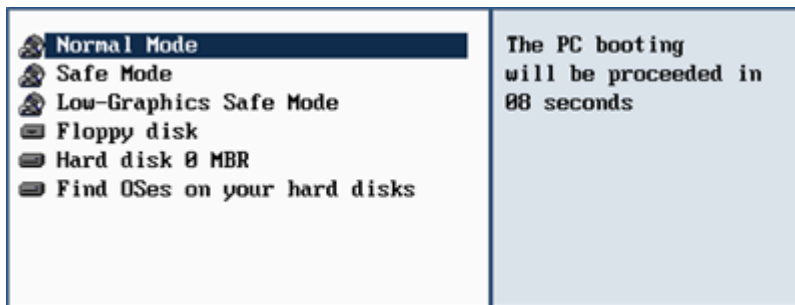 Normal Mode
Safe Mode
Low-Graphics Safe Mode
Floppy disk
Hard disk 0 MBR
Find OSes on your hard disks
The PC booting
will be proceeded in
08 seconds